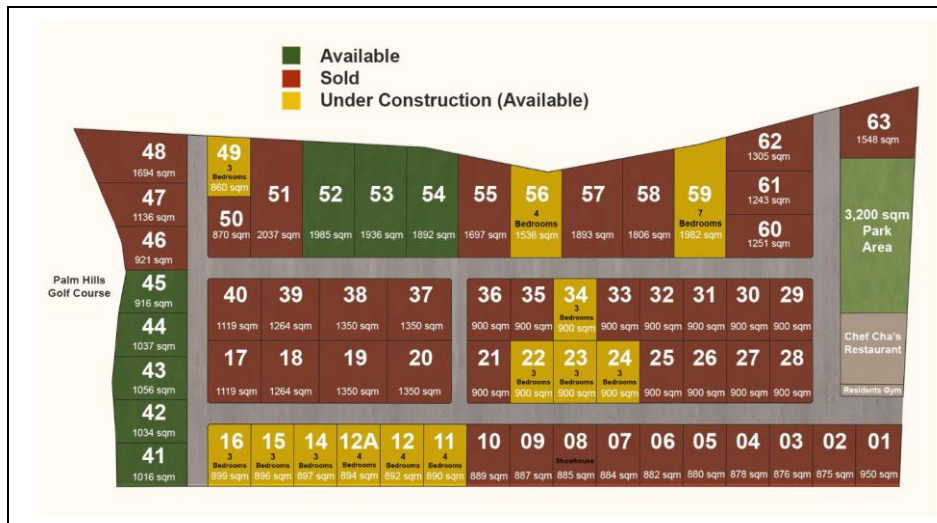 Available
Sold
Under Construction (Available)
48
1694 sqm
47
1136 sqm
46
921 sqm
Palm Hills
Golf Course
45
916 sqm
44
1037 sqm
43
1056 sqm
42
1034 sqm
41
1016 sqm
49
3
Bedrooms
860 sqm
50
870 sqm
51
2037 sqm
52
1985 sqm
53
1936 sqm
54
1892 sqm
55
1697 sqm
56
4
Bedrooms
1536 sqm
57
1893 sqm
58
1806 sqm
59
7
Bedrooms
1982 sqm
62
1305 sqm
61
1243 sqm
60
1251 sqm
63
1548 sqm
3,200 sqm
Park
Area
Chef Cha's
Restaurant
Residents Gym
40
1119 sqm
39
1264 sqm
38
1350 sqm
37
1350 sqm
36
900 sqm
35
900 sqm
34
3
Bedrooms
900 sqm
33
900 sqm
32
900 sqm
31
900 sqm
30
900 sqm
29
900 sqm
17
1119 sqm
18
1264 sqm
19
1350 sqm
20
1350 sqm
21
900 sqm
22
3
Bedrooms
900 sqm
23
3
Bedrooms
900 sqm
24
3
Bedrooms
900 sqm
25
900 sqm
26
900 sqm
27
900 sqm
28
900 sqm
16
3
Bedrooms
899 sqm
15
3
Bedrooms
896 sqm
14
3
Bedrooms
897 sqm
12A
4
Bedrooms
894 sqm
12
4
Bedrooms
892 sqm
11
4
Bedrooms
890 sqm
10
889 sqm
09
887 sqm
08
Showhouse
885 sqm
07
884 sqm
06
882 sqm
05
880 sqm
04
878 sqm
03
876 sqm
02
875 sqm
01
950 sqm